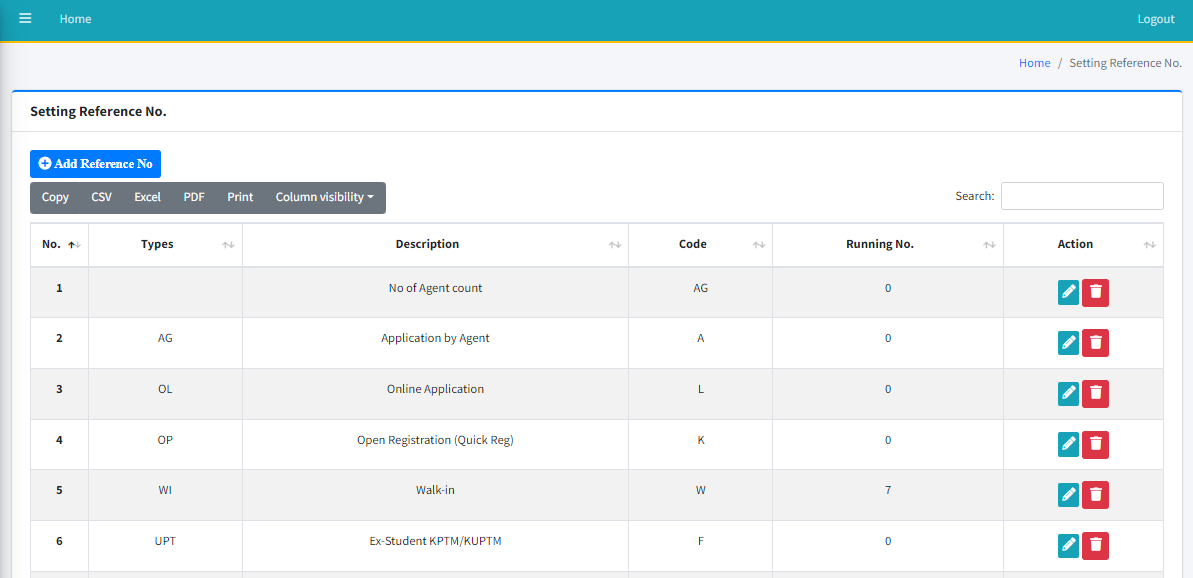 Home Logout
Home / Setting Reference No.
Setting Reference No.
Add Reference No
Copy CSV Excel PDF Print Column visibility
Search:
No. Types Description Code Running No. Action
1 No of Agent count AG 0
2 AG Application by Agent A 0
3 OL Online Application L 0
4 OP Open Registration (Quick Reg) K 0
5 WI Walk-in W 7
6 UPT Ex-Student KPTM/KUPTM F 0